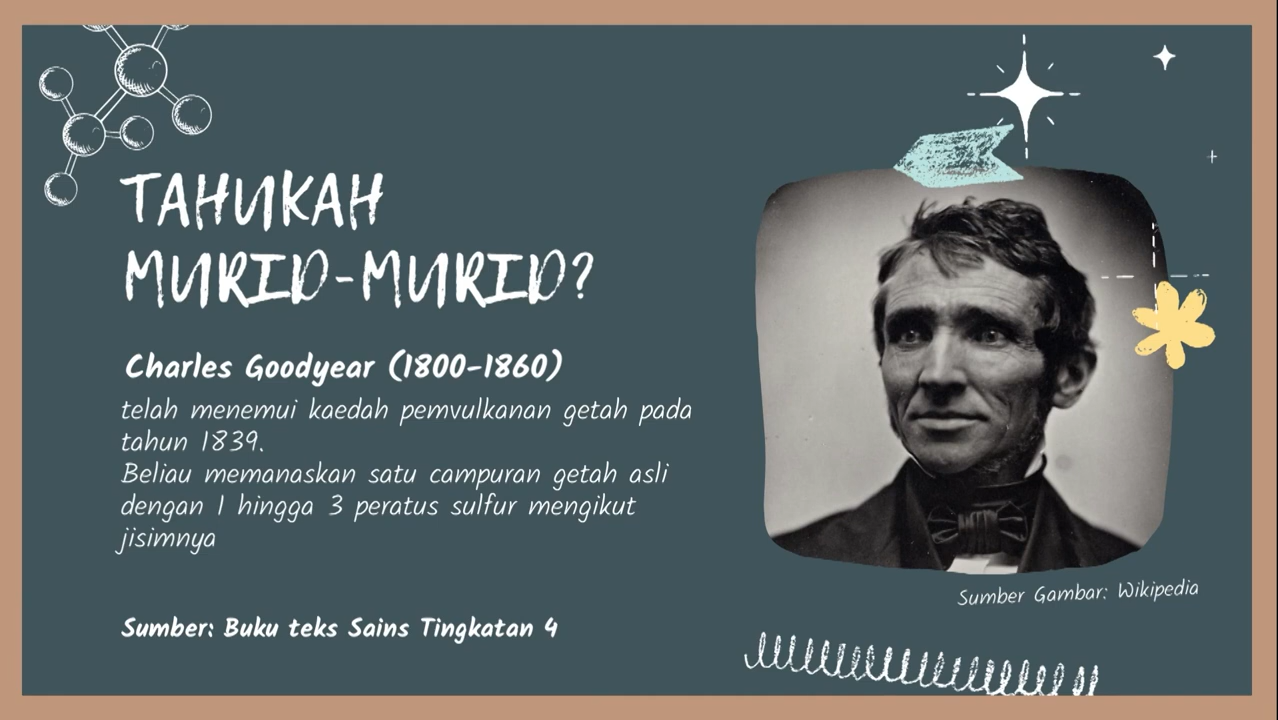 TAHUKAH
MURID-MURID?
Charles Goodyear (1800-1860)
telah menemui kaedah pemvulkanan getah pada
tahun 1839.
Beliau memanaskan satu campuran getah asli
dengan 1 hingga 3 peratus sulfur mengikut
jisimnya
Sumber Gambar: Wikipedia
Sumber: Buku teks Sains Tingkatan 4